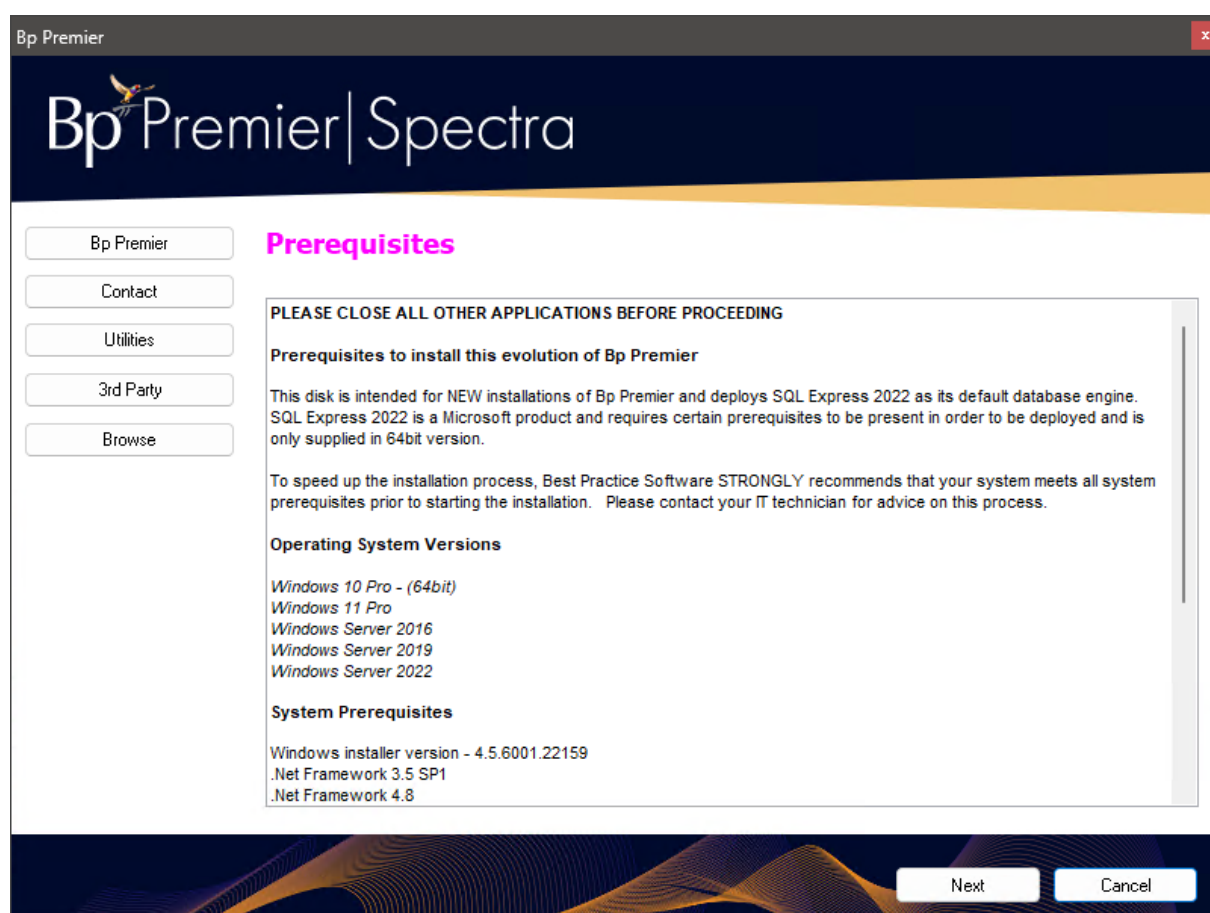 Bp Premier
x
Bp Premier | Spectra
Bp Premier
Contact
Utilities
3rd Party
Browse
Prerequisites
PLEASE CLOSE ALL OTHER APPLICATIONS BEFORE PROCEEDING
Prerequisites to install this evolution of Bp Premier
This disk is intended for NEW installations of Bp Premier and deploys SQL Express 2022 as its default database engine.
SQL Express 2022 is a Microsoft product and requires certain prerequisites to be present in order to be deployed and is
only supplied in 64bit version.
To speed up the installation process, Best Practice Software STRONGLY recommends that your system meets all system
prerequisites prior to starting the installation.   Please contact your IT technician for advice on this process.
Operating System Versions
Windows 10 Pro - (64bit)
Windows 11 Pro
Windows Server 2016
Windows Server 2019
Windows Server 2022
System Prerequisites
Windows installer version - 4.5.6001.22159
.Net Framework 3.5 SP1
.Net Framework 4.8
Next
Cancel